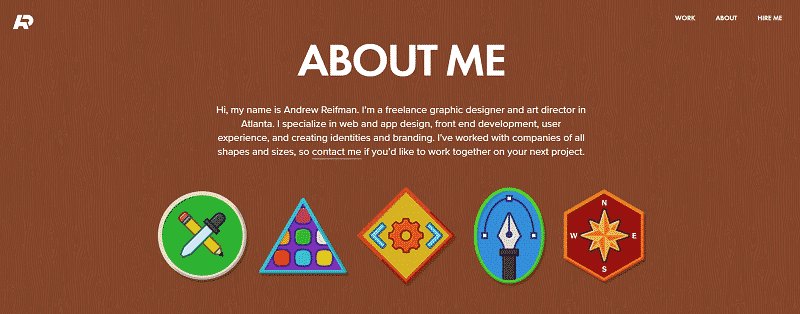 AR
WORK ABOUT HIRE ME
ABOUT ME
Hi, my name is Andrew Reifman. I'm a freelance graphic designer and art director in
Atlanta. I specialize in web and app design, front end development, user
experience, and creating identities and branding. I've worked with companies of all
shapes and sizes, so contact me if you'd like to work together on your next project.
N
W E
S